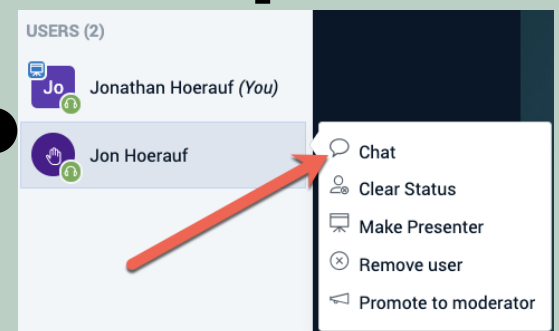 USERS (2)
Jo
Jonathan Hoerauf (You)
Jon Hoerauf
Chat
Clear Status
Make Presenter
Remove user
Promote to moderator